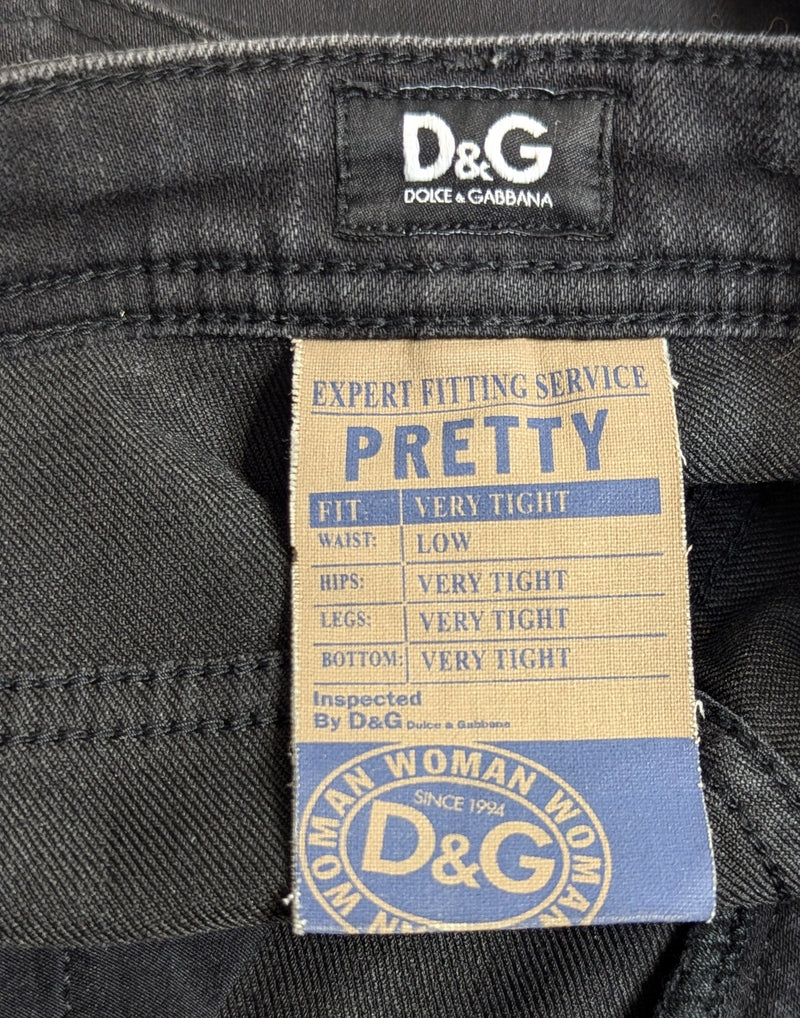 D&G
DOLCE & GABBANA
EXPERT FITTING SERVICE
PRETTY
FIT: VERY TIGHT
WAIST: LOW
HIPS: VERY TIGHT
LEGS: VERY TIGHT
BOTTOM: VERY TIGHT
Inspected
By D&G Dolce & Gabbana
WOMAN WOMAN WOMAN WOMAN
SINCE 1994
D&G